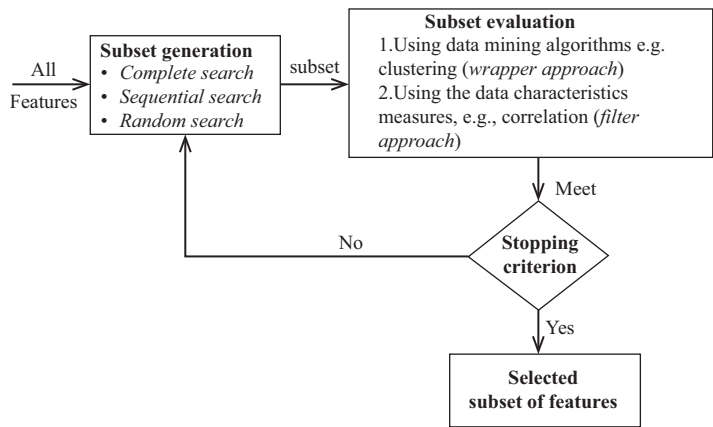 All
Features
Subset generation
• Complete search
• Sequential search
• Random search
subset
Subset evaluation
1.Using data mining algorithms e.g.
clustering (wrapper approach)
2.Using the data characteristics
measures, e.g., correlation (filter
approach)
Meet
Stopping
criterion
No
Yes
Selected
subset of features